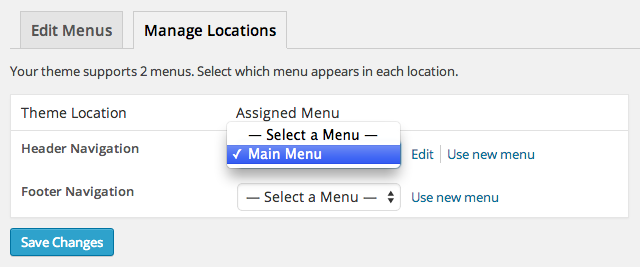 Edit Menus Manage Locations
Your theme supports 2 menus. Select which menu appears in each location.
Theme Location Assigned Menu
— Select a Menu —
Header Navigation ✓ Main Menu Edit Use new menu
Footer Navigation — Select a Menu — Use new menu
Save Changes